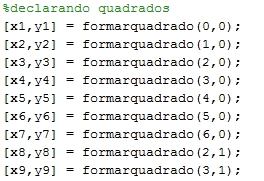 %declarando quadrados
[x1,y1] = formarquadrado(0,0);
[x2,y2] = formarquadrado(1,0);
[x3,y3] = formarquadrado(2,0);
[x4,y4] = formarquadrado(3,0);
[x5,y5] = formarquadrado(4,0);
[x6,y6] = formarquadrado(5,0);
[x7,y7] = formarquadrado(6,0);
[x8,y8] = formarquadrado(2,1);
[x9,y9] = formarquadrado(3,1);